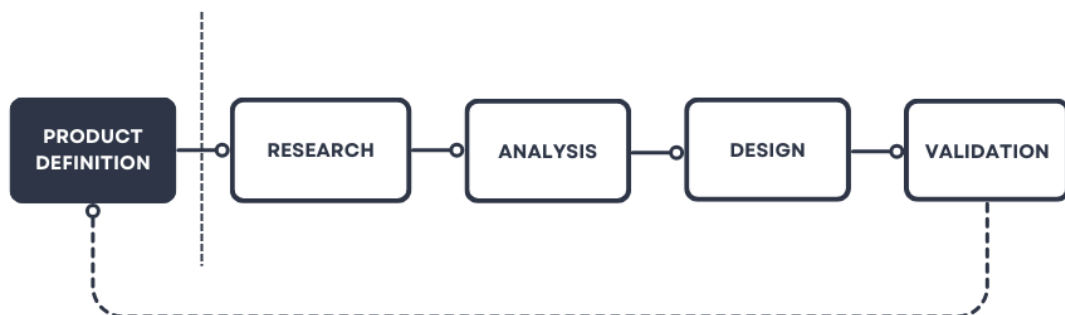 PRODUCT
DEFINITION
RESEARCH
ANALYSIS
DESIGN
VALIDATION